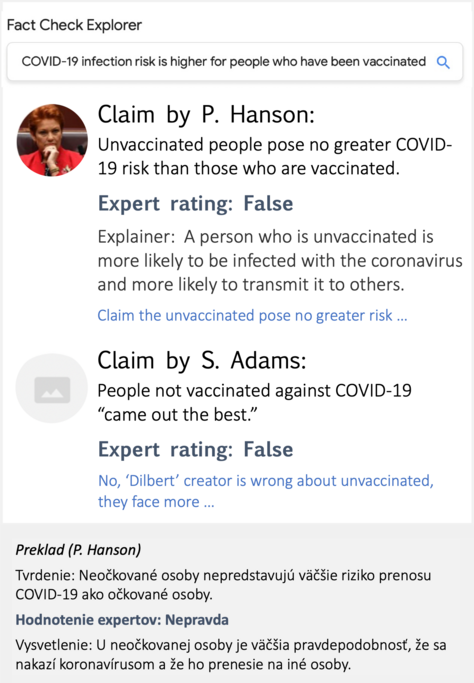 Fact Check Explorer
COVID-19 infection risk is higher for people who have been vaccinated
Claim by P. Hanson:
Unvaccinated people pose no greater COVID-
19 risk than those who are vaccinated.
Expert rating: False
Explainer: A person who is unvaccinated is
more likely to be infected with the coronavirus
and more likely to transmit it to others.
Claim the unvaccinated pose no greater risk ...
Claim by S. Adams:
People not vaccinated against COVID-19
“came out the best.”
Expert rating: False
No, ‘Dilbert’ creator is wrong about unvaccinated,
they face more ...
Preklad (P. Hanson)
Tvrdenie: Neočkované osoby nepredstavujú väčšie riziko prenosu
COVID-19 ako očkované osoby.
Hodnotenie expertov: Nepravda
Vysvetlenie: U neočkovanej osoby je väčšia pravdepodobnosť, že sa
nakazí koronavírusom a že ho prenesie na iné osoby.